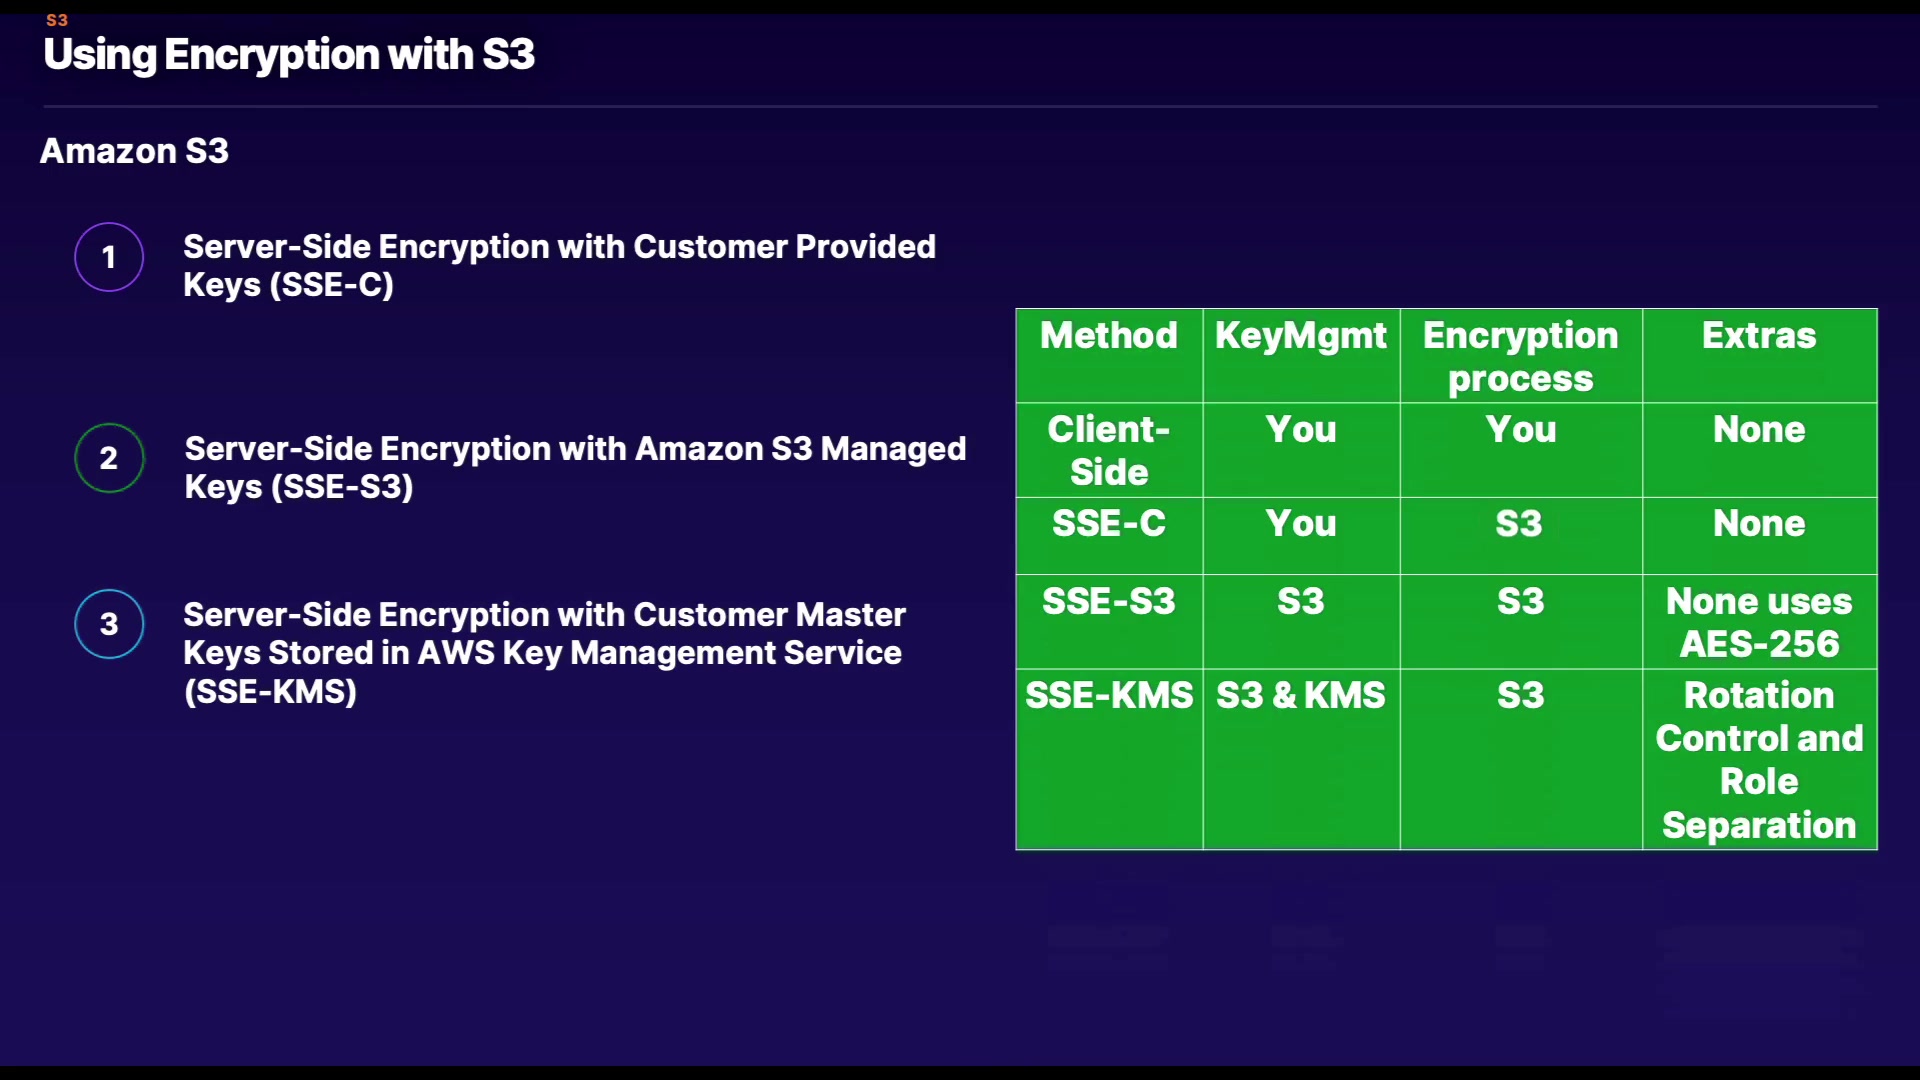 S3
Using Encryption with S3
Amazon S3
1
Server-Side Encryption with Customer Provided
Keys (SSE-C)
2
Server-Side Encryption with Amazon S3 Managed
Keys (SSE-S3)
3
Server-Side Encryption with Customer Master
Keys Stored in AWS Key Management Service
(SSE-KMS)
Method KeyMgmt Encryption process Extras
Client-Side You You None
SSE-C You S3 None
SSE-S3 S3 S3 None uses AES-256
SSE-KMS S3 & KMS S3 Rotation Control and Role Separation